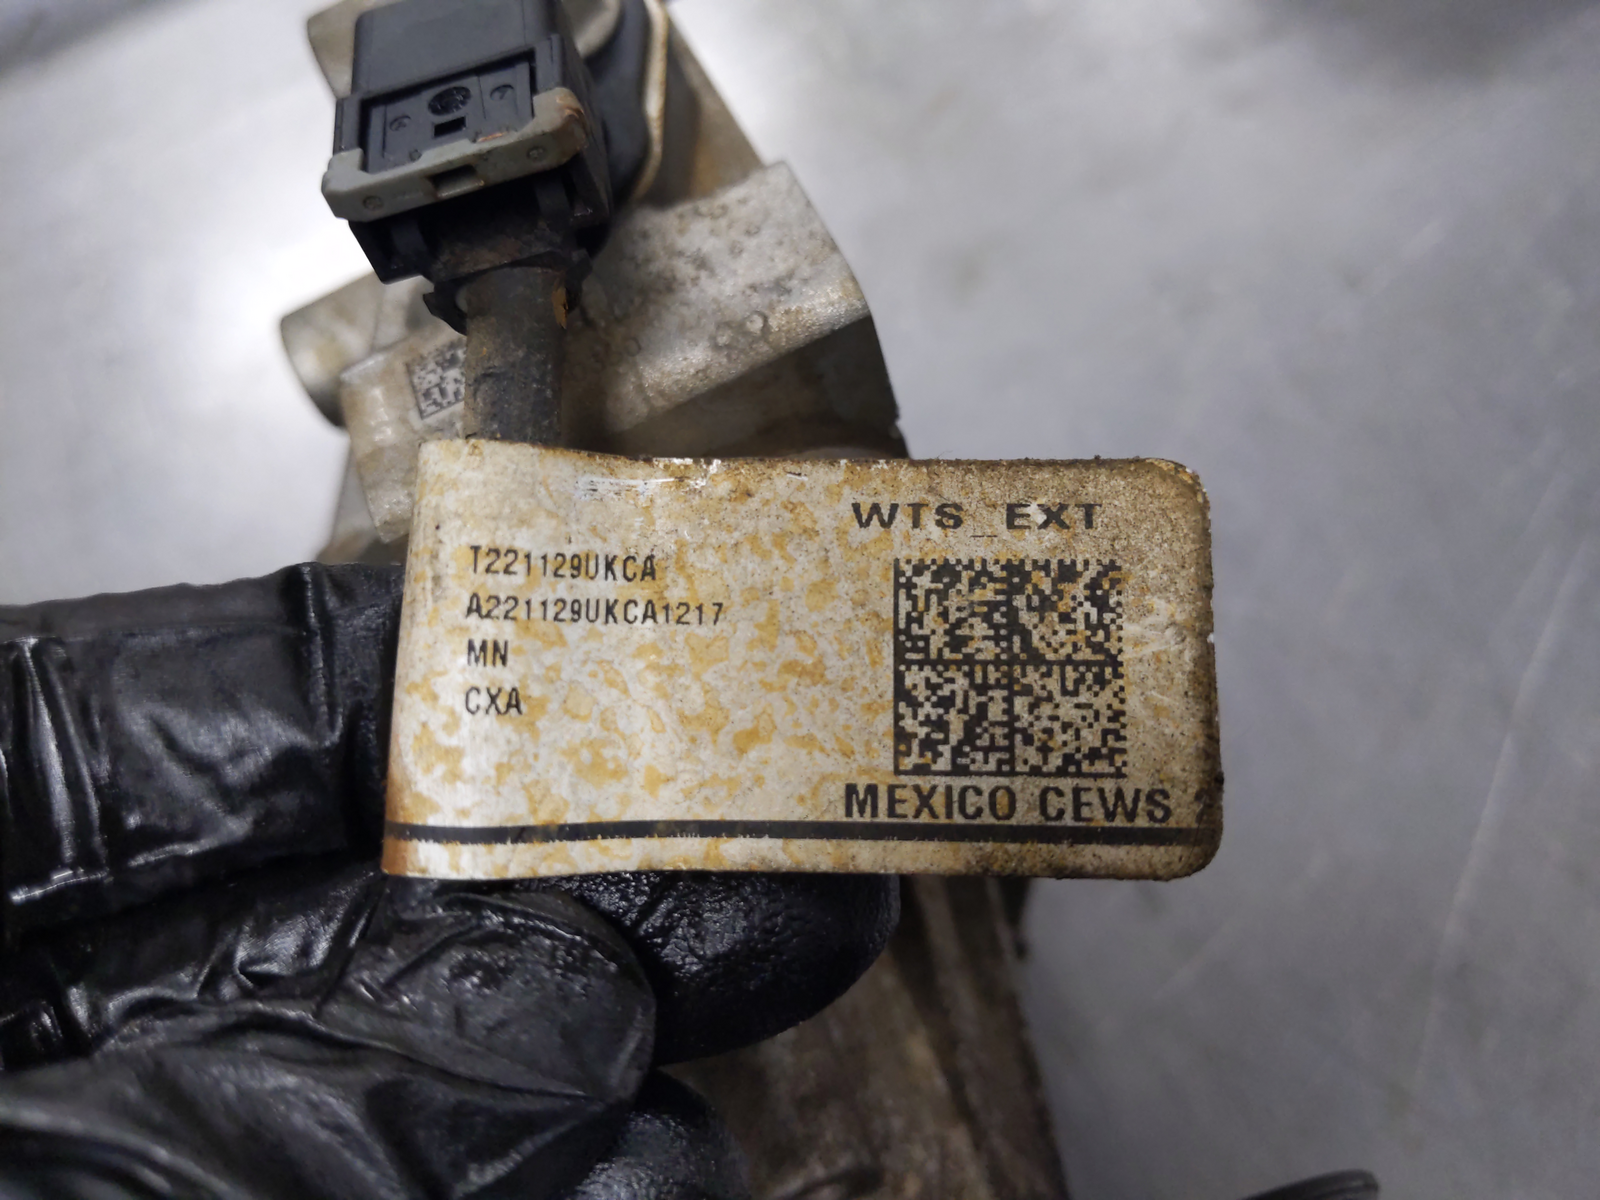 WTS_EXT
T221129UKCA
A221129UKCA1217
MN
CXA
MEXICO CEWS